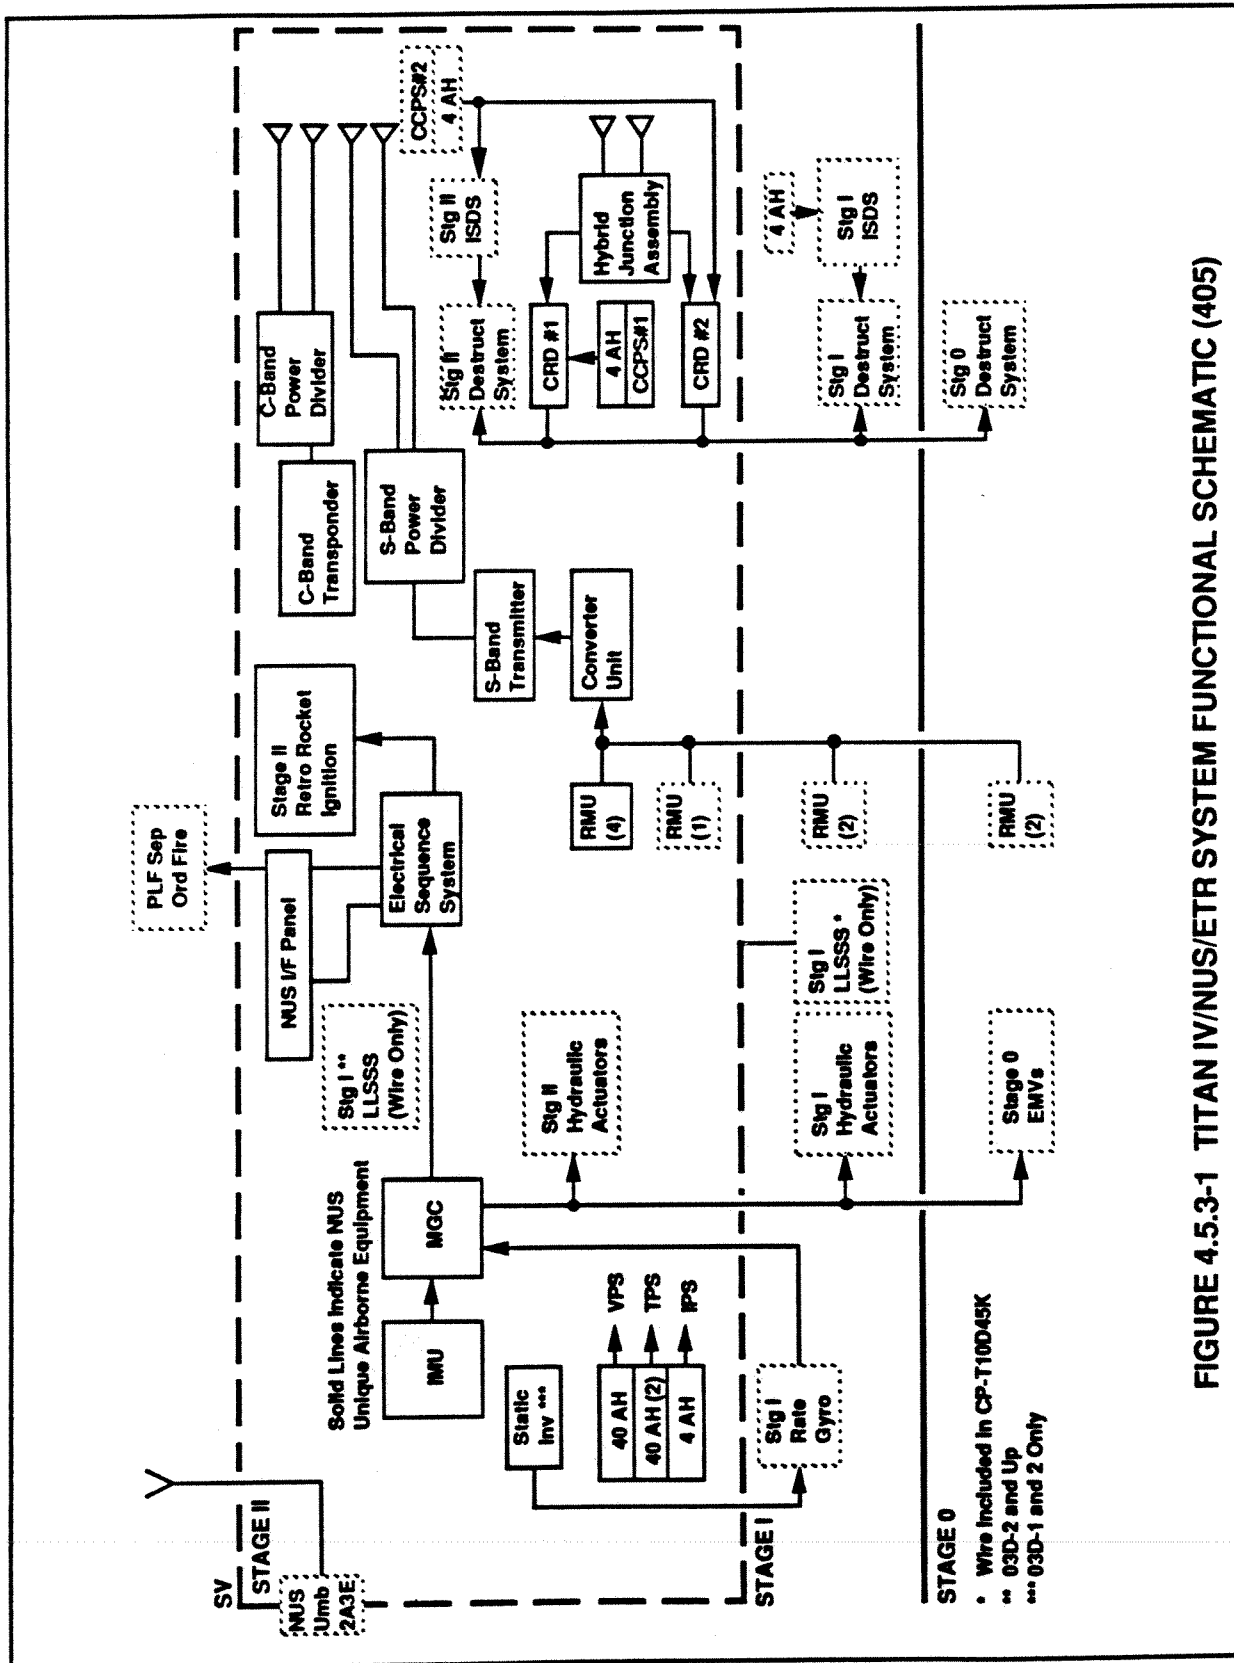 SV
STAGE II
NUS
Umb
2A3E
Solid Lines Indicate NUS
Unique Airborne Equipment
IMU
MGC
Static
Inv ***
40 AH
40 AH (2)
4 AH
VPS
TPS
IPS
PLF Sep
Ord Fire
NUS I/F Panel
Stg I **
LLSSS
(Wire Only)
Electrical
Sequence
System
Stage II
Retro Rocket
Ignition
Stg II
Hydraulic
Actuators
C-Band
Transponder
C-Band
Power
Divider
S-Band
Power
Divider
S-Band
Transmitter
Converter
Unit
RMU
(4)
RMU
(1)
CCPS#2
4 AH
Stg II
ISDS
Stg II
Destruct
System
Hybrid
Junction
Assembly
CRD #1
4 AH
CCPS#1
CRD #2
STAGE I
Stg I
Rate
Gyro
Stg I
Hydraulic
Actuators
Stg I
LLSSS *
(Wire Only)
RMU
(2)
4 AH
Stg I
ISDS
Stg I
Destruct
System
STAGE 0
Stage 0
EMVs
RMU
(2)
Stg 0
Destruct
System
* Wire Included in CP-T10D45K
** 03D-2 and Up
*** 03D-1 and 2 Only
FIGURE 4.5.3-1 TITAN IV/NUS/ETR SYSTEM FUNCTIONAL SCHEMATIC (405)